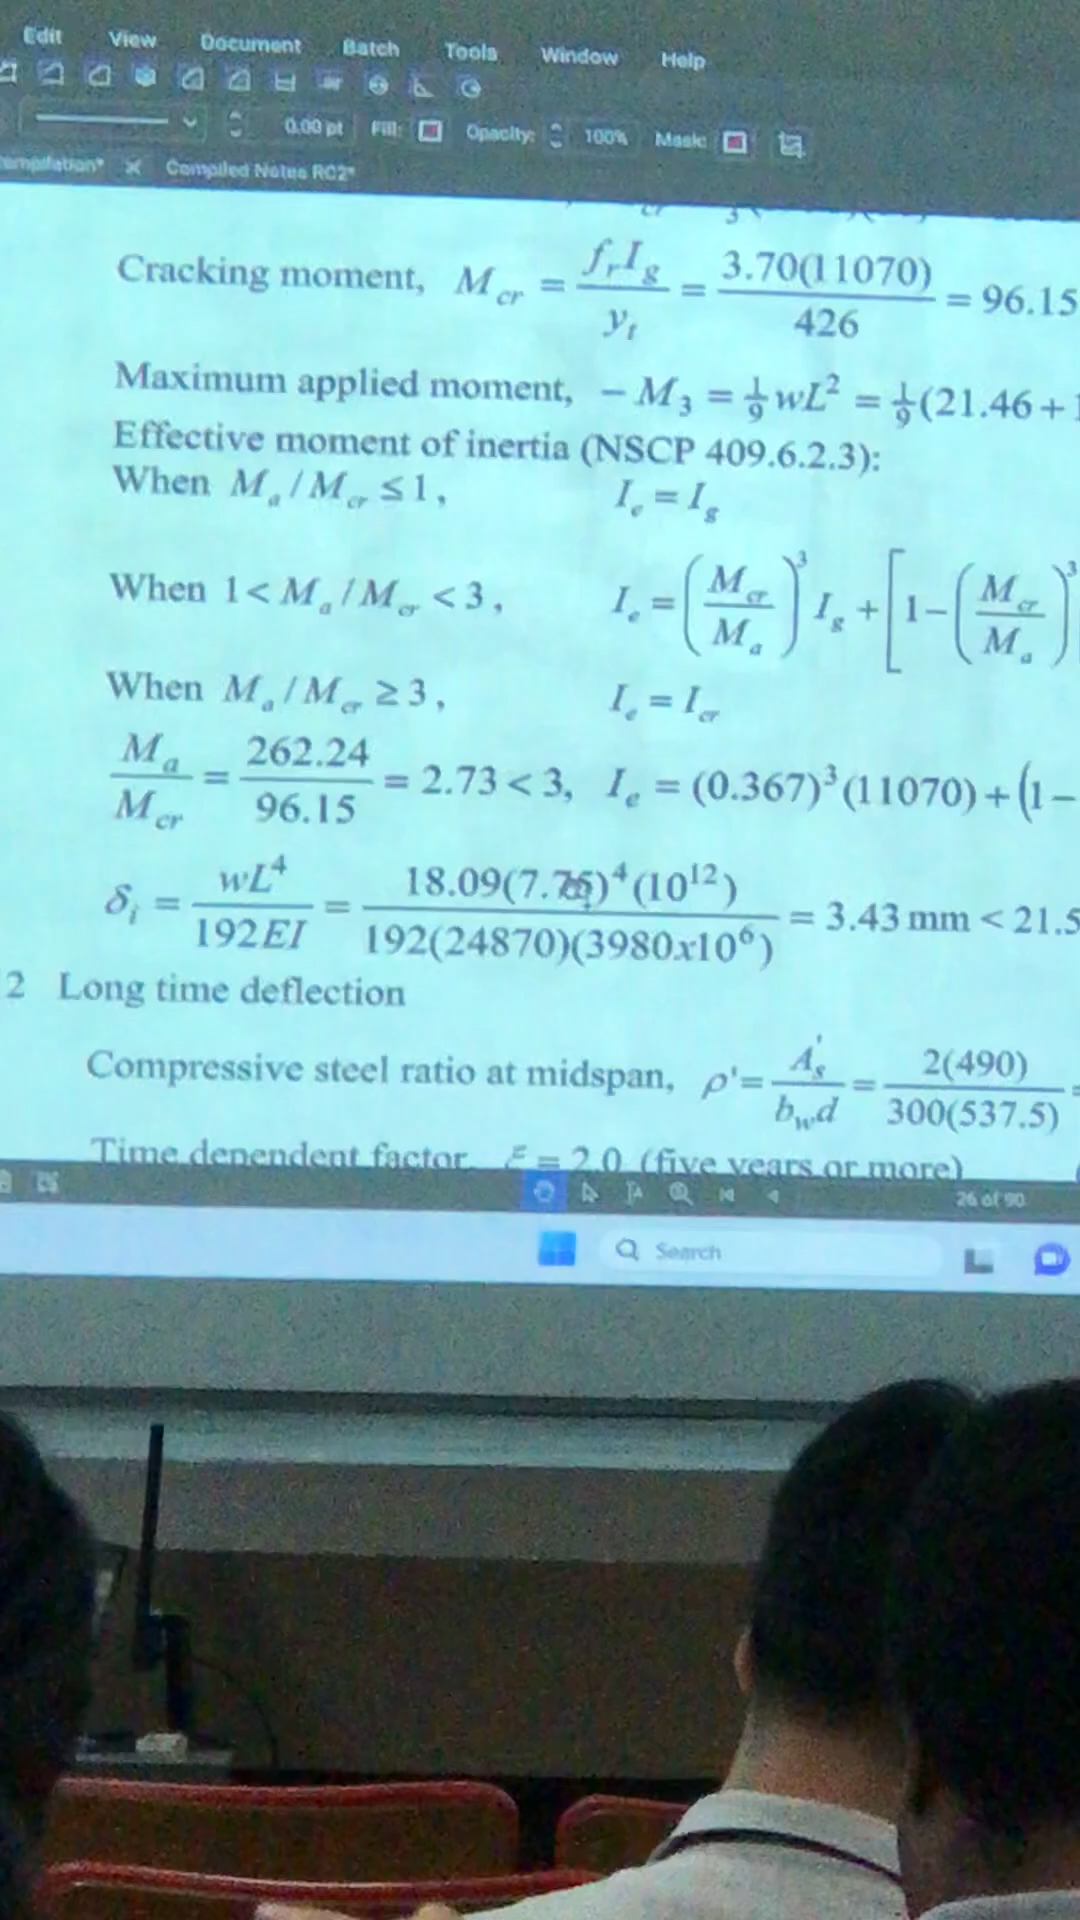 Edit View Document Batch Tools Window Help
0.00 pt Fill: Opacity: 100% Mask:
Compiled Notes RC2*
Cracking moment, M_cr = f_r I_g / y_t = 3.70(11070) / 426 = 96.15
Maximum applied moment, − M_3 = 1/9 wL² = 1/9 (21.46 +
Effective moment of inertia (NSCP 409.6.2.3):
When M_a / M_cr ≤ 1, I_e = I_g
When 1 < M_a / M_cr < 3, I_e = (M_cr / M_a)³ I_g + [1 − (M_cr / M_a)³
When M_a / M_cr ≥ 3, I_e = I_cr
M_a / M_cr = 262.24 / 96.15 = 2.73 < 3, I_e = (0.367)³(11070) + (1 −
δ_i = wL⁴ / 192EI = 18.09(7.75)⁴(10¹²) / 192(24870)(3980x10⁶) = 3.43 mm < 21.5
2 Long time deflection
Compressive steel ratio at midspan, ρ' = A's / b_w d = 2(490) / 300(537.5) =
Time dependent factor, ξ = 2.0 (five years or more)
26 of 90
Search